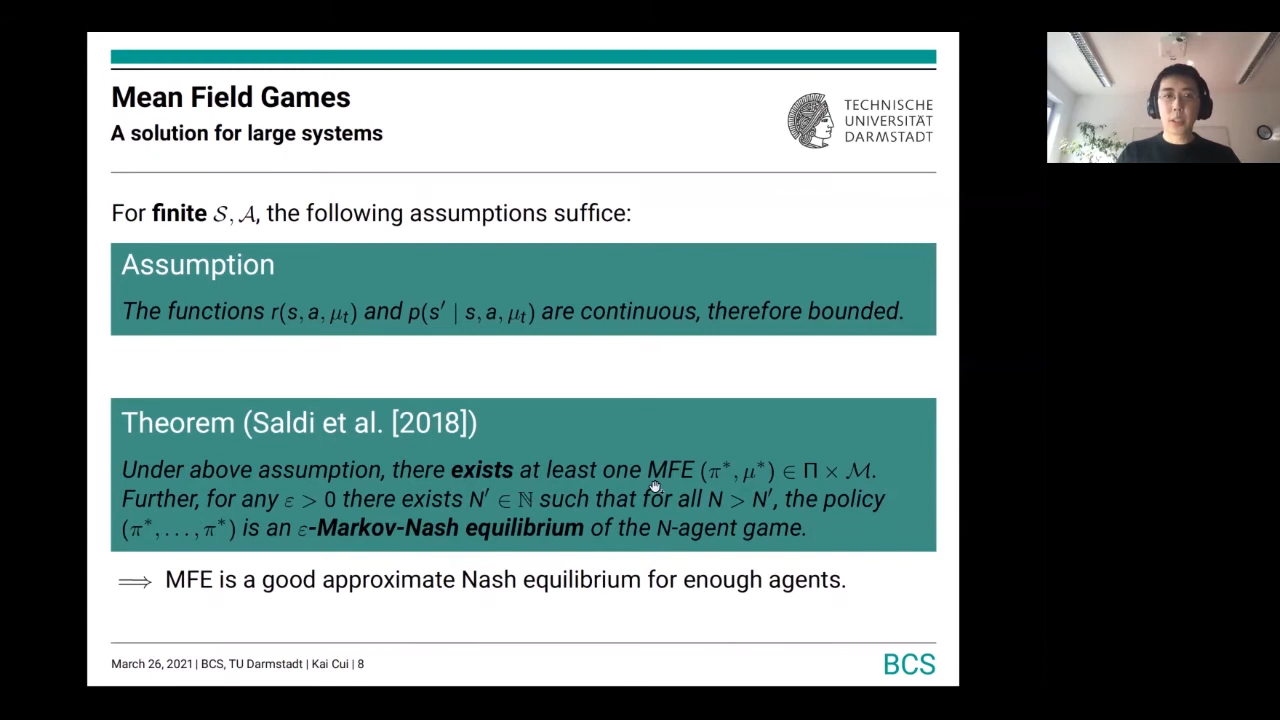 Mean Field Games
A solution for large systems
TECHNISCHE
UNIVERSITÄT
DARMSTADT
For finite 𝒮, 𝒜, the following assumptions suffice:
Assumption
The functions r(s, a, μₜ) and p(s′ | s, a, μₜ) are continuous, therefore bounded.
Theorem (Saldi et al. [2018])
Under above assumption, there exists at least one MFE (π*, μ*) ∈ Π × ℳ.
Further, for any ε > 0 there exists N′ ∈ ℕ such that for all N > N′, the policy
(π*, …, π*) is an ε-Markov-Nash equilibrium of the N-agent game.
⟹ MFE is a good approximate Nash equilibrium for enough agents.
March 26, 2021 | BCS, TU Darmstadt | Kai Cui | 8
BCS